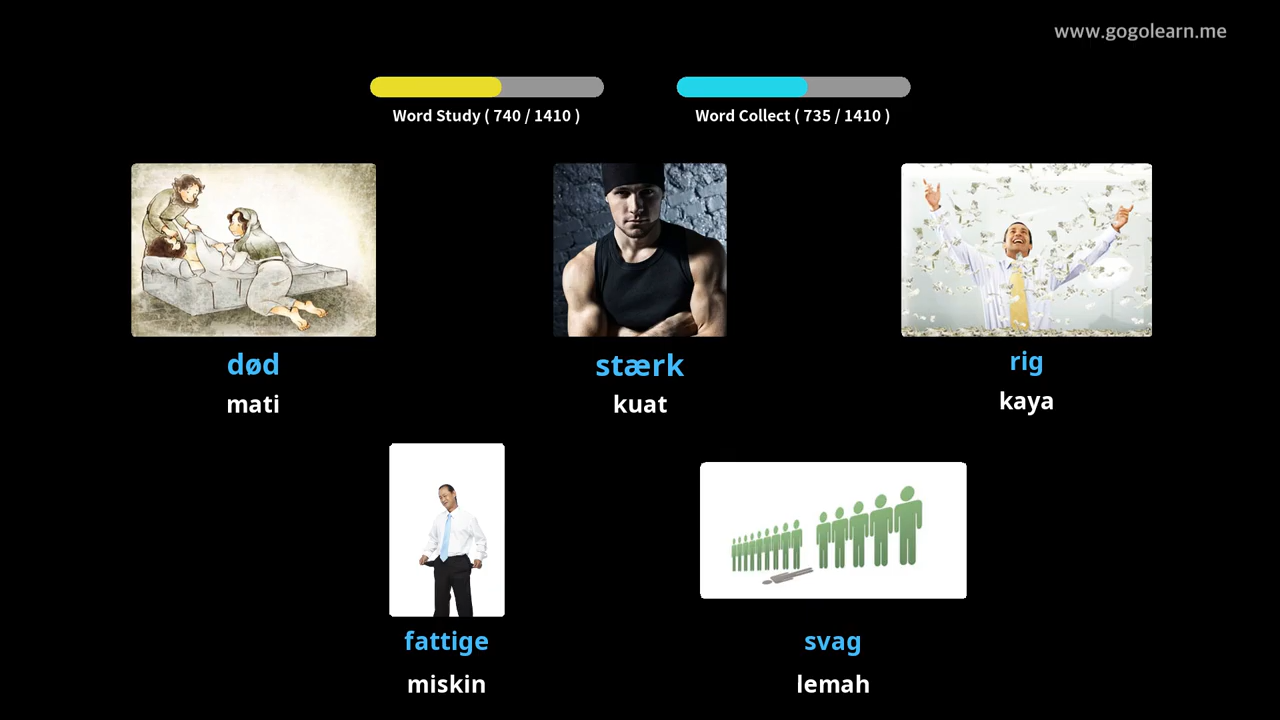 www.gogolearn.me
Word Study ( 740 / 1410 )
Word Collect ( 735 / 1410 )
død
mati
stærk
kuat
rig
kaya
fattige
miskin
svag
lemah